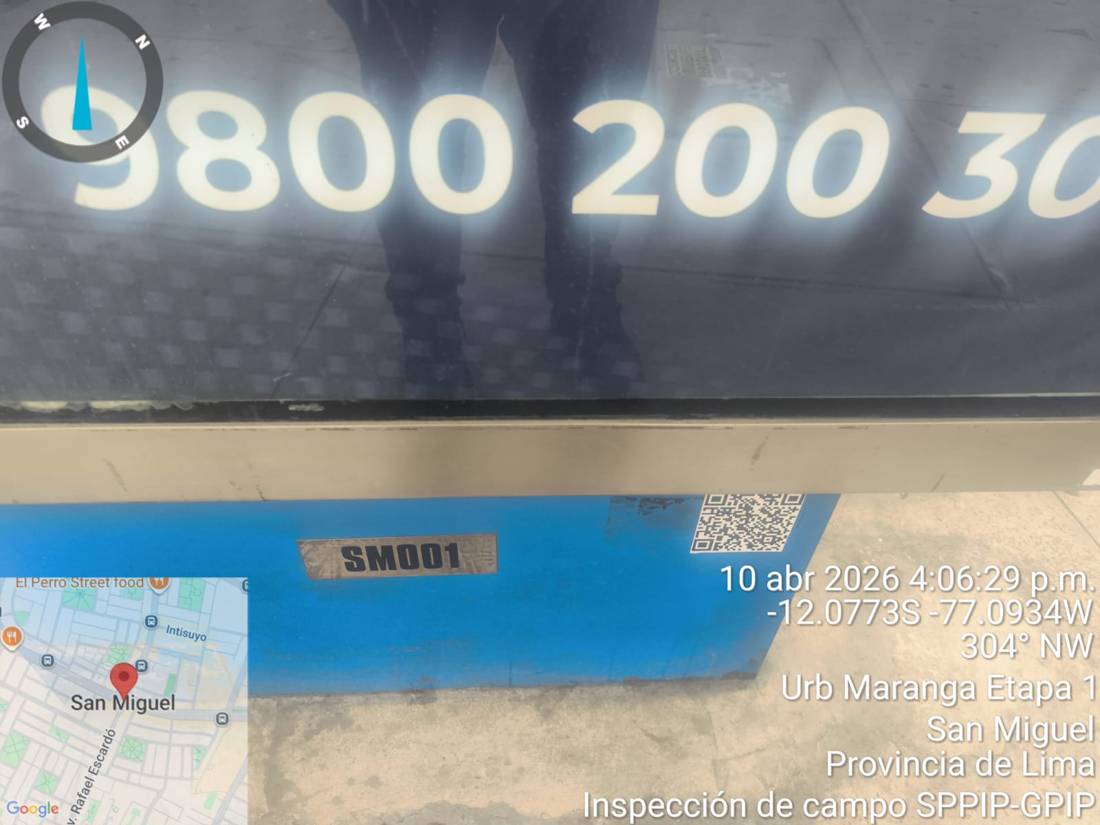 W
N
S
E
9800 200 30
SM001
El Perro Street food
Intisuyo
San Miguel
v. Rafael Escardó
Google
10 abr 2026 4:06:29 p.m.
-12.0773S -77.0934W
304° NW
Urb Maranga Etapa 1
San Miguel
Provincia de Lima
Inspección de campo SPPIP-GPIP